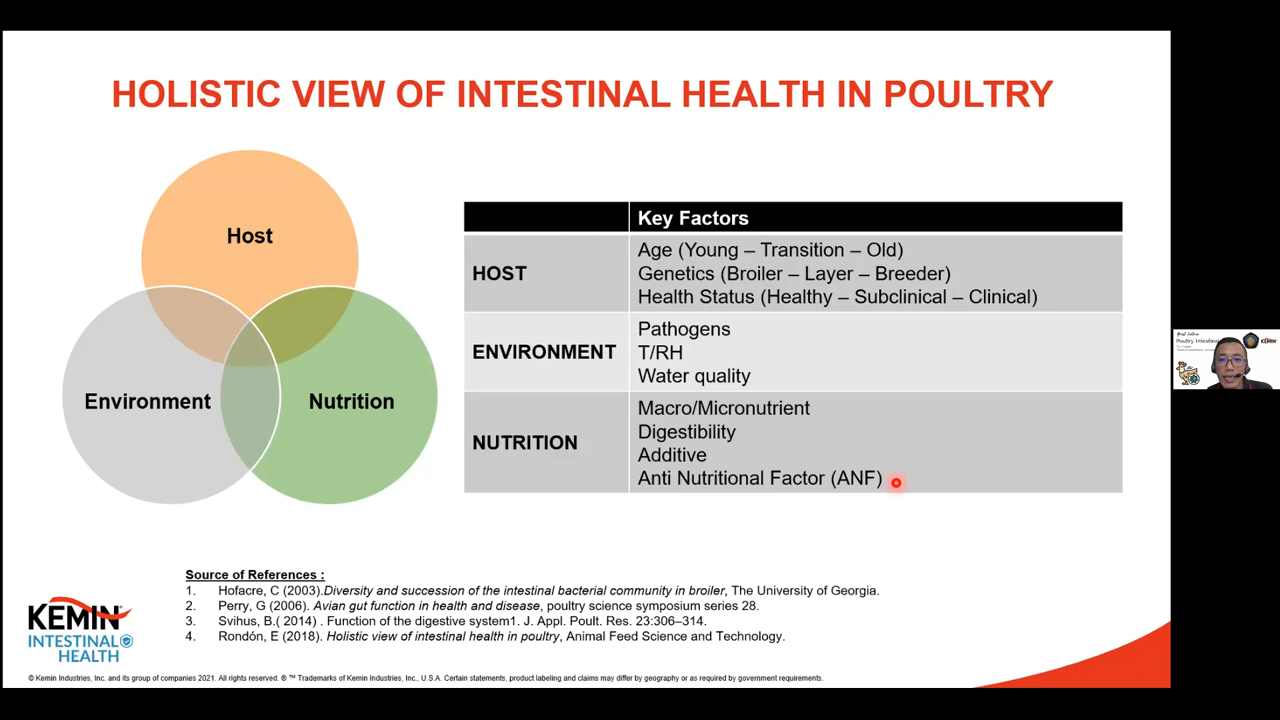 HOLISTIC VIEW OF INTESTINAL HEALTH IN POULTRY
Host
Environment
Nutrition
Key Factors
HOST
Age (Young – Transition – Old)
Genetics (Broiler – Layer – Breeder)
Health Status (Healthy – Subclinical – Clinical)
ENVIRONMENT
Pathogens
T/RH
Water quality
NUTRITION
Macro/Micronutrient
Digestibility
Additive
Anti Nutritional Factor (ANF)
Source of References :
1. Hofacre, C (2003).Diversity and succession of the intestinal bacterial community in broiler, The University of Georgia.
2. Perry, G (2006). Avian gut function in health and disease, poultry science symposium series 28.
3. Svihus, B.( 2014) . Function of the digestive system1. J. Appl. Poult. Res. 23:306–314.
4. Rondón, E (2018). Holistic view of intestinal health in poultry, Animal Feed Science and Technology.
KEMIN
INTESTINAL
HEALTH
© Kemin Industries, Inc. and its group of companies 2021. All rights reserved. ® ™ Trademarks of Kemin Industries, Inc., U.S.A. Certain statements, product labeling and claims may differ by geography or as required by government requirements.
Poultry Intestinal
KEMIN